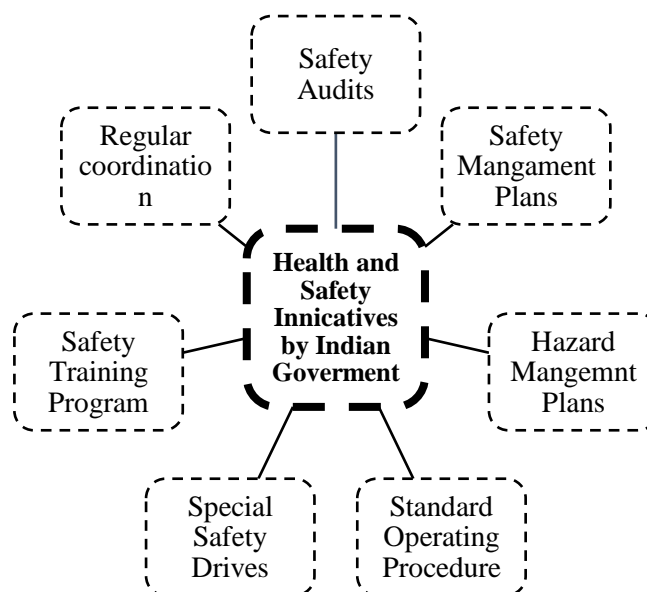 Safety
Audits
Regular
coordinatio
n
Safety
Mangament
Plans
Health and
Safety
Innicatives
by Indian
Goverment
Safety
Training
Program
Hazard
Mangemnt
Plans
Special
Safety
Drives
Standard
Operating
Procedure